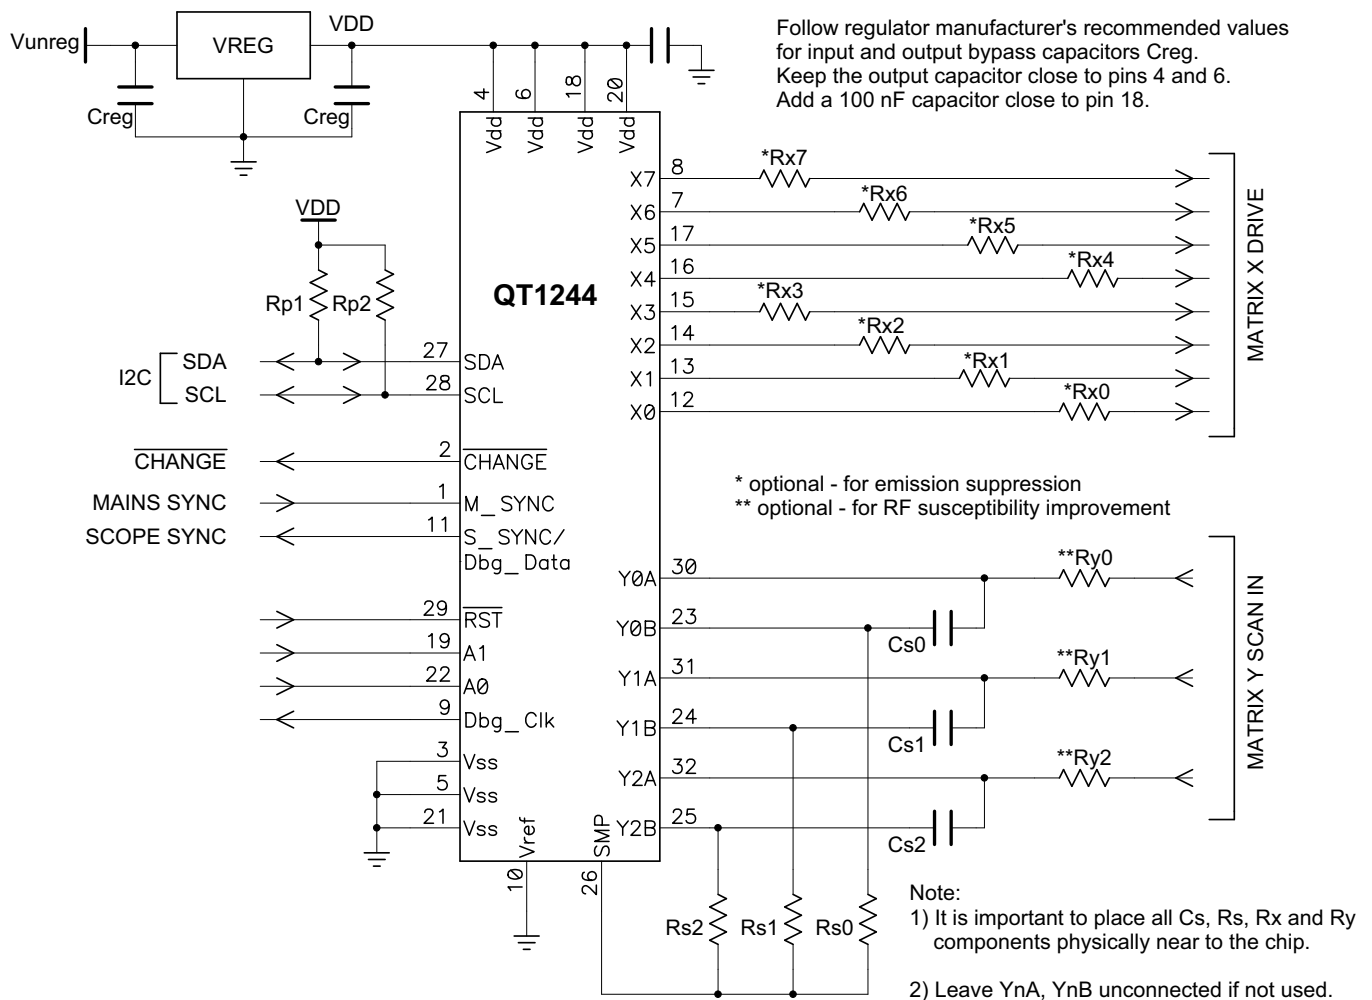 Vunreg
VREG
VDD
Creg
Creg
Follow regulator manufacturer's recommended values
for input and output bypass capacitors Creg.
Keep the output capacitor close to pins 4 and 6.
Add a 100 nF capacitor close to pin 18.
4
6
18
20
Vdd
Vdd
Vdd
Vdd
QT1244
X7 8 *Rx7
X6 7 *Rx6
X5 17 *Rx5
X4 16 *Rx4
X3 15 *Rx3
X2 14 *Rx2
X1 13 *Rx1
X0 12 *Rx0
MATRIX X DRIVE
VDD
Rp1
Rp2
I2C
SDA 27 SDA
SCL 28 SCL
CHANGE 2 CHANGE
MAINS SYNC 1 M_SYNC
SCOPE SYNC 11 S_SYNC/
Dbg_Data
29 RST
19 A1
22 A0
9 Dbg_Clk
3 Vss
5 Vss
21 Vss
* optional - for emission suppression
** optional - for RF susceptibility improvement
Y0A 30 **Ry0
Y0B 23 Cs0
Y1A 31 **Ry1
Y1B 24 Cs1
Y2A 32 **Ry2
Y2B 25 Cs2
MATRIX Y SCAN IN
Vref
10
SMP
26
Rs2
Rs1
Rs0
Note:
1) It is important to place all Cs, Rs, Rx and Ry
components physically near to the chip.
2) Leave YnA, YnB unconnected if not used.